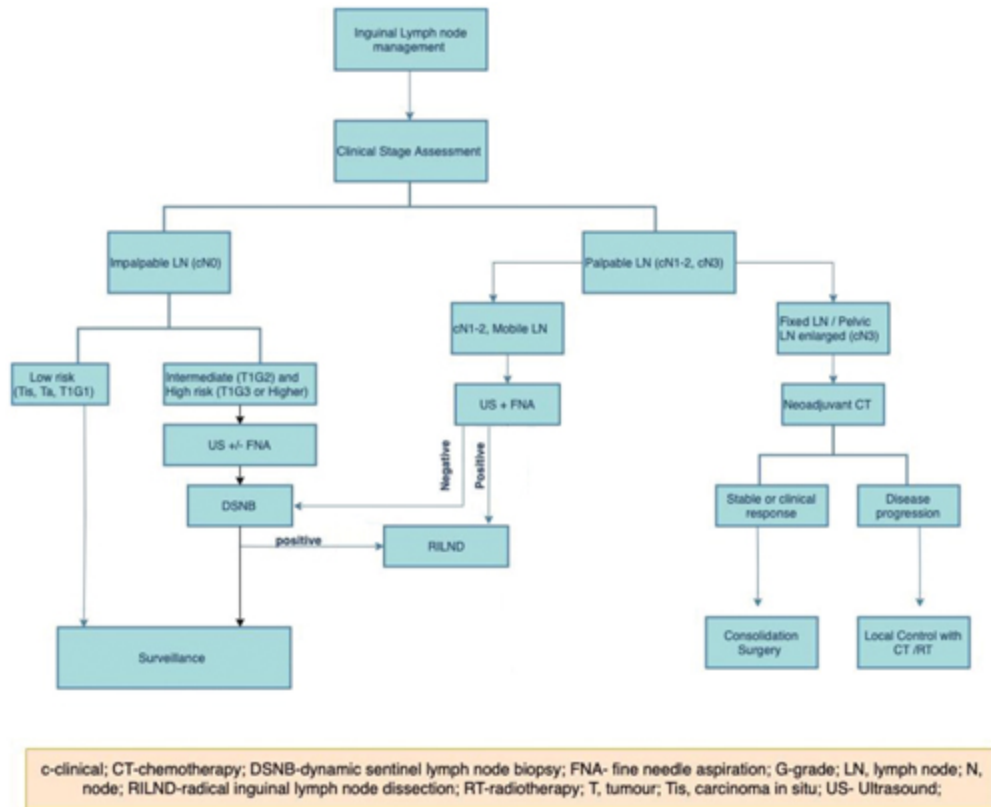 Inguinal Lymph node
management
Clinical Stage Assessment
Impalpable LN (cN0)
Palpable LN (cN1-2, cN3)
cN1-2, Mobile LN
Fixed LN / Pelvic
LN enlarged (cN3)
Low risk
(Tis, Ta, T1G1)
Intermediate (T1G2) and
High risk (T1G3 or Higher)
US + FNA
Neoadjuvant CT
US +/- FNA
Negative
Positive
DSNB
Stable or clinical
response
Disease
progression
positive
RILND
Surveillance
Consolidation
Surgery
Local Control with
CT /RT
c-clinical; CT-chemotherapy; DSNB-dynamic sentinel lymph node biopsy; FNA- fine needle aspiration; G-grade; LN, lymph node; N,
node; RILND-radical inguinal lymph node dissection; RT-radiotherapy; T, tumour; Tis, carcinoma in situ; US- Ultrasound;